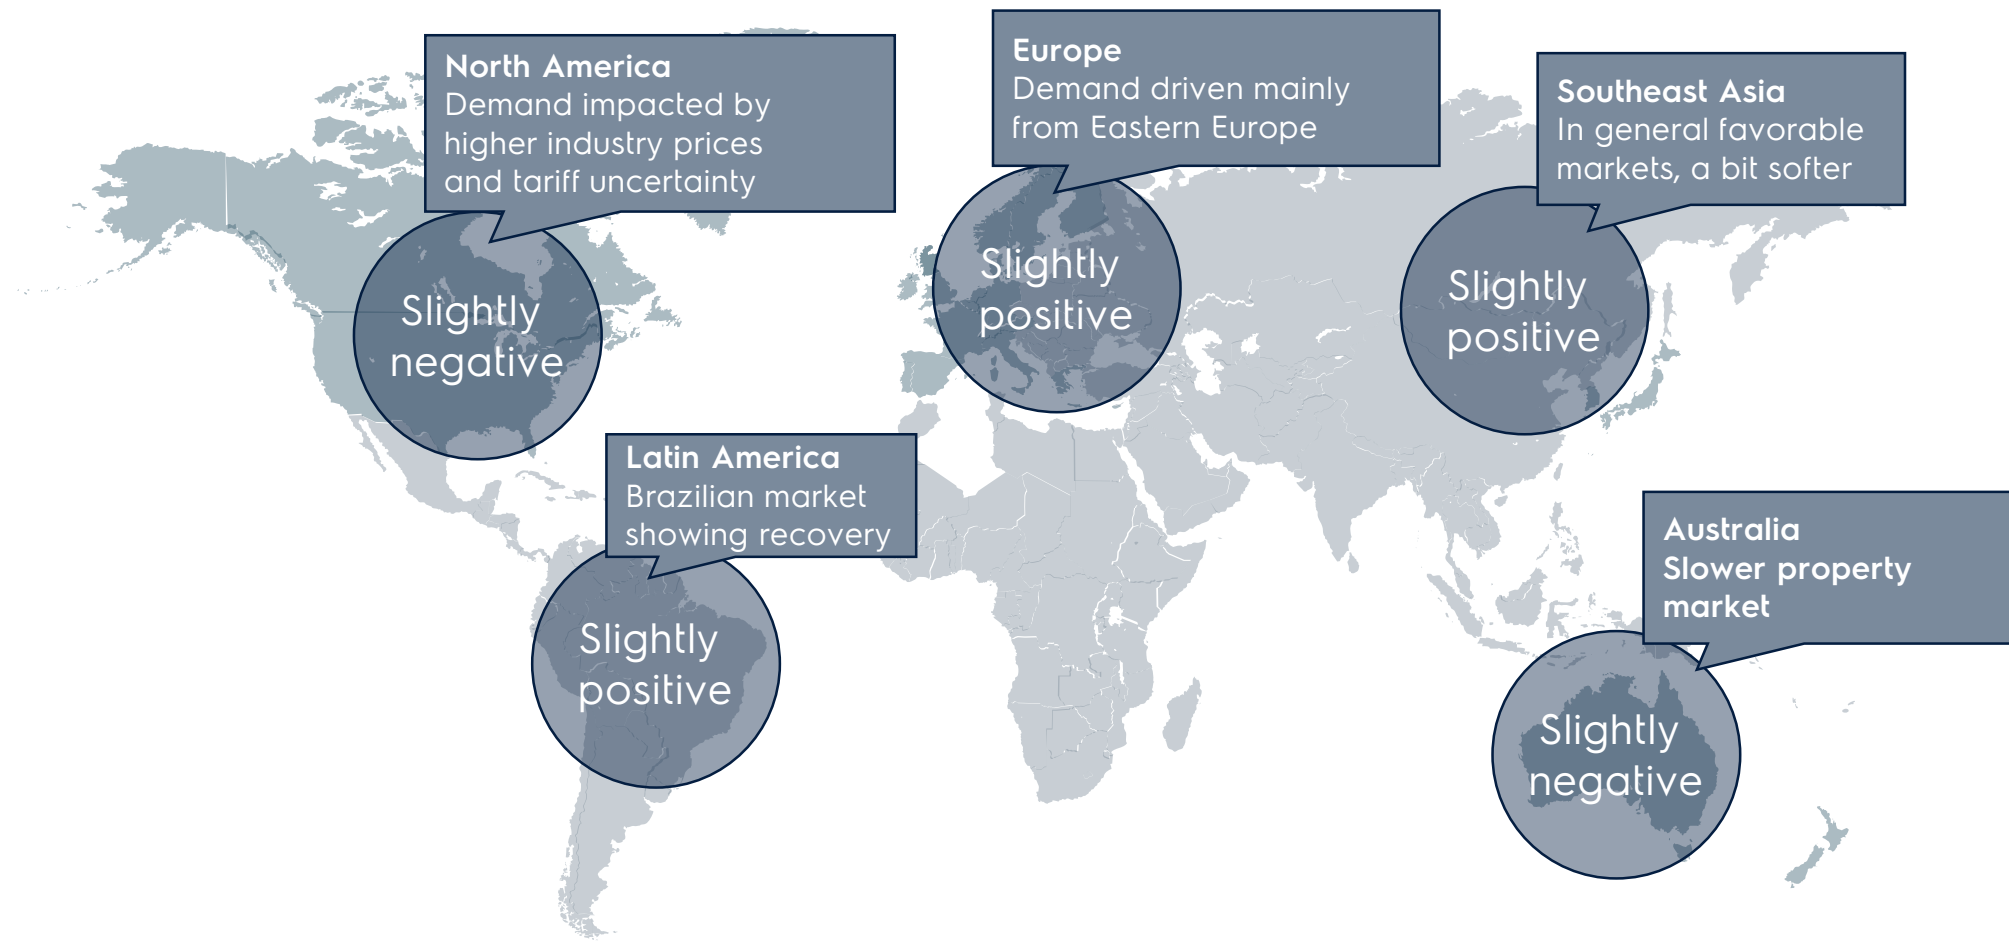 North America
Demand impacted by
higher industry prices
and tariff uncertainty
Slightly
negative
Europe
Demand driven mainly
from Eastern Europe
Slightly
positive
Southeast Asia
In general favorable
markets, a bit softer
Slightly
positive
Latin America
Brazilian market
showing recovery
Slightly
positive
Australia
Slower property
market
Slightly
negative